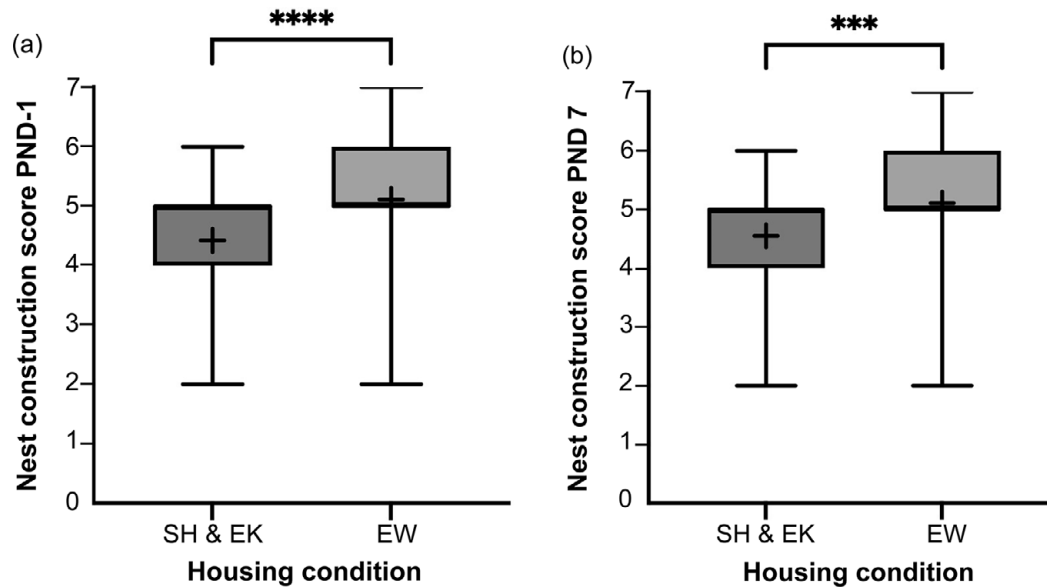 (a)
****
Nest construction score PND-1
7
6
5
4
3
2
1
0
SH & EK
EW
Housing condition
(b)
***
Nest construction score PND 7
7
6
5
4
3
2
1
0
SH & EK
EW
Housing condition